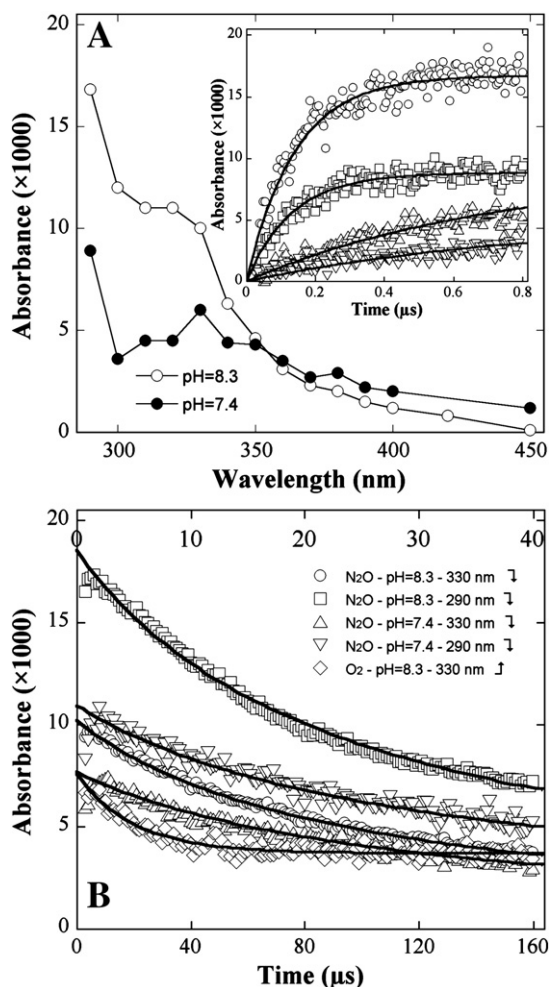 A
20
15
10
5
0
Absorbance (×1000)
300
350
400
450
Wavelength (nm)
pH=8.3
pH=7.4
20
15
10
5
0
Absorbance (×1000)
0
0.2
0.4
0.6
0.8
Time (µs)
B
0
10
20
30
40
20
15
10
5
0
Absorbance (×1000)
N2O - pH=8.3 - 330 nm
N2O - pH=8.3 - 290 nm
N2O - pH=7.4 - 330 nm
N2O - pH=7.4 - 290 nm
O2 - pH=8.3 - 330 nm
0
40
80
120
160
Time (µs)